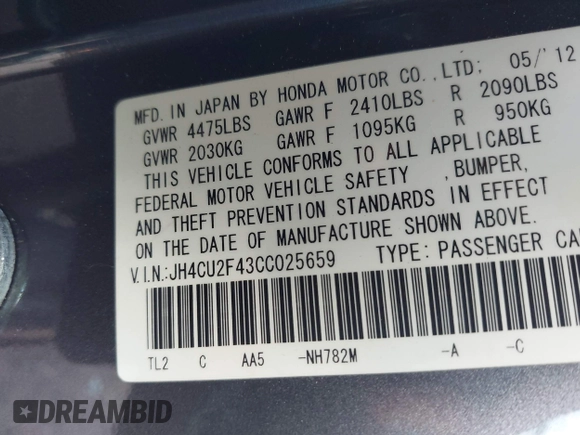 MFD. IN JAPAN BY HONDA MOTOR CO.,LTD; 05/'12
GVWR 4475LBS GAWR F 2410LBS R 2090LBS
GVWR 2030KG GAWR F 1095KG R 950KG
THIS VEHICLE CONFORMS TO ALL APPLICABLE
FEDERAL MOTOR VEHICLE SAFETY ,BUMPER,
AND THEFT PREVENTION STANDARDS IN EFFECT
ON THE DATE OF MANUFACTURE SHOWN ABOVE.
V.I.N:JH4CU2F43CC025659 TYPE: PASSENGER CA
TL2 C AA5 -NH782M -A -C
DREAMBID